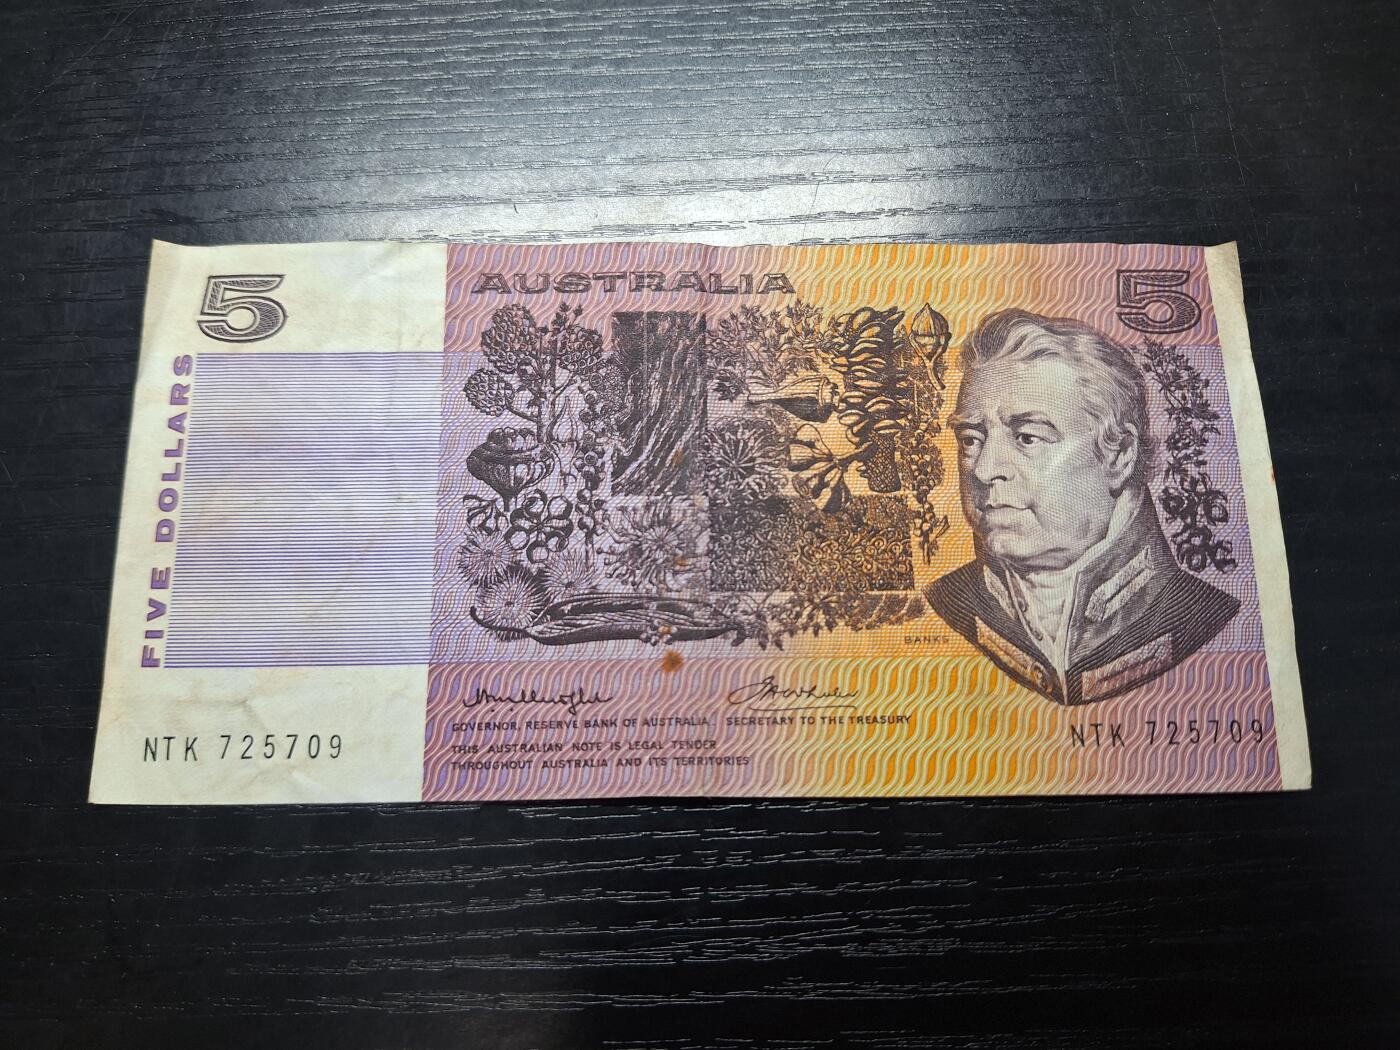 5
AUSTRALIA
5
FIVE DOLLARS
BANKS
GOVERNOR, RESERVE BANK OF AUSTRALIA.
SECRETARY TO THE TREASURY
THIS AUSTRALIAN NOTE IS LEGAL TENDER
THROUGHOUT AUSTRALIA AND ITS TERRITORIES
NTK 725709
NTK 725709